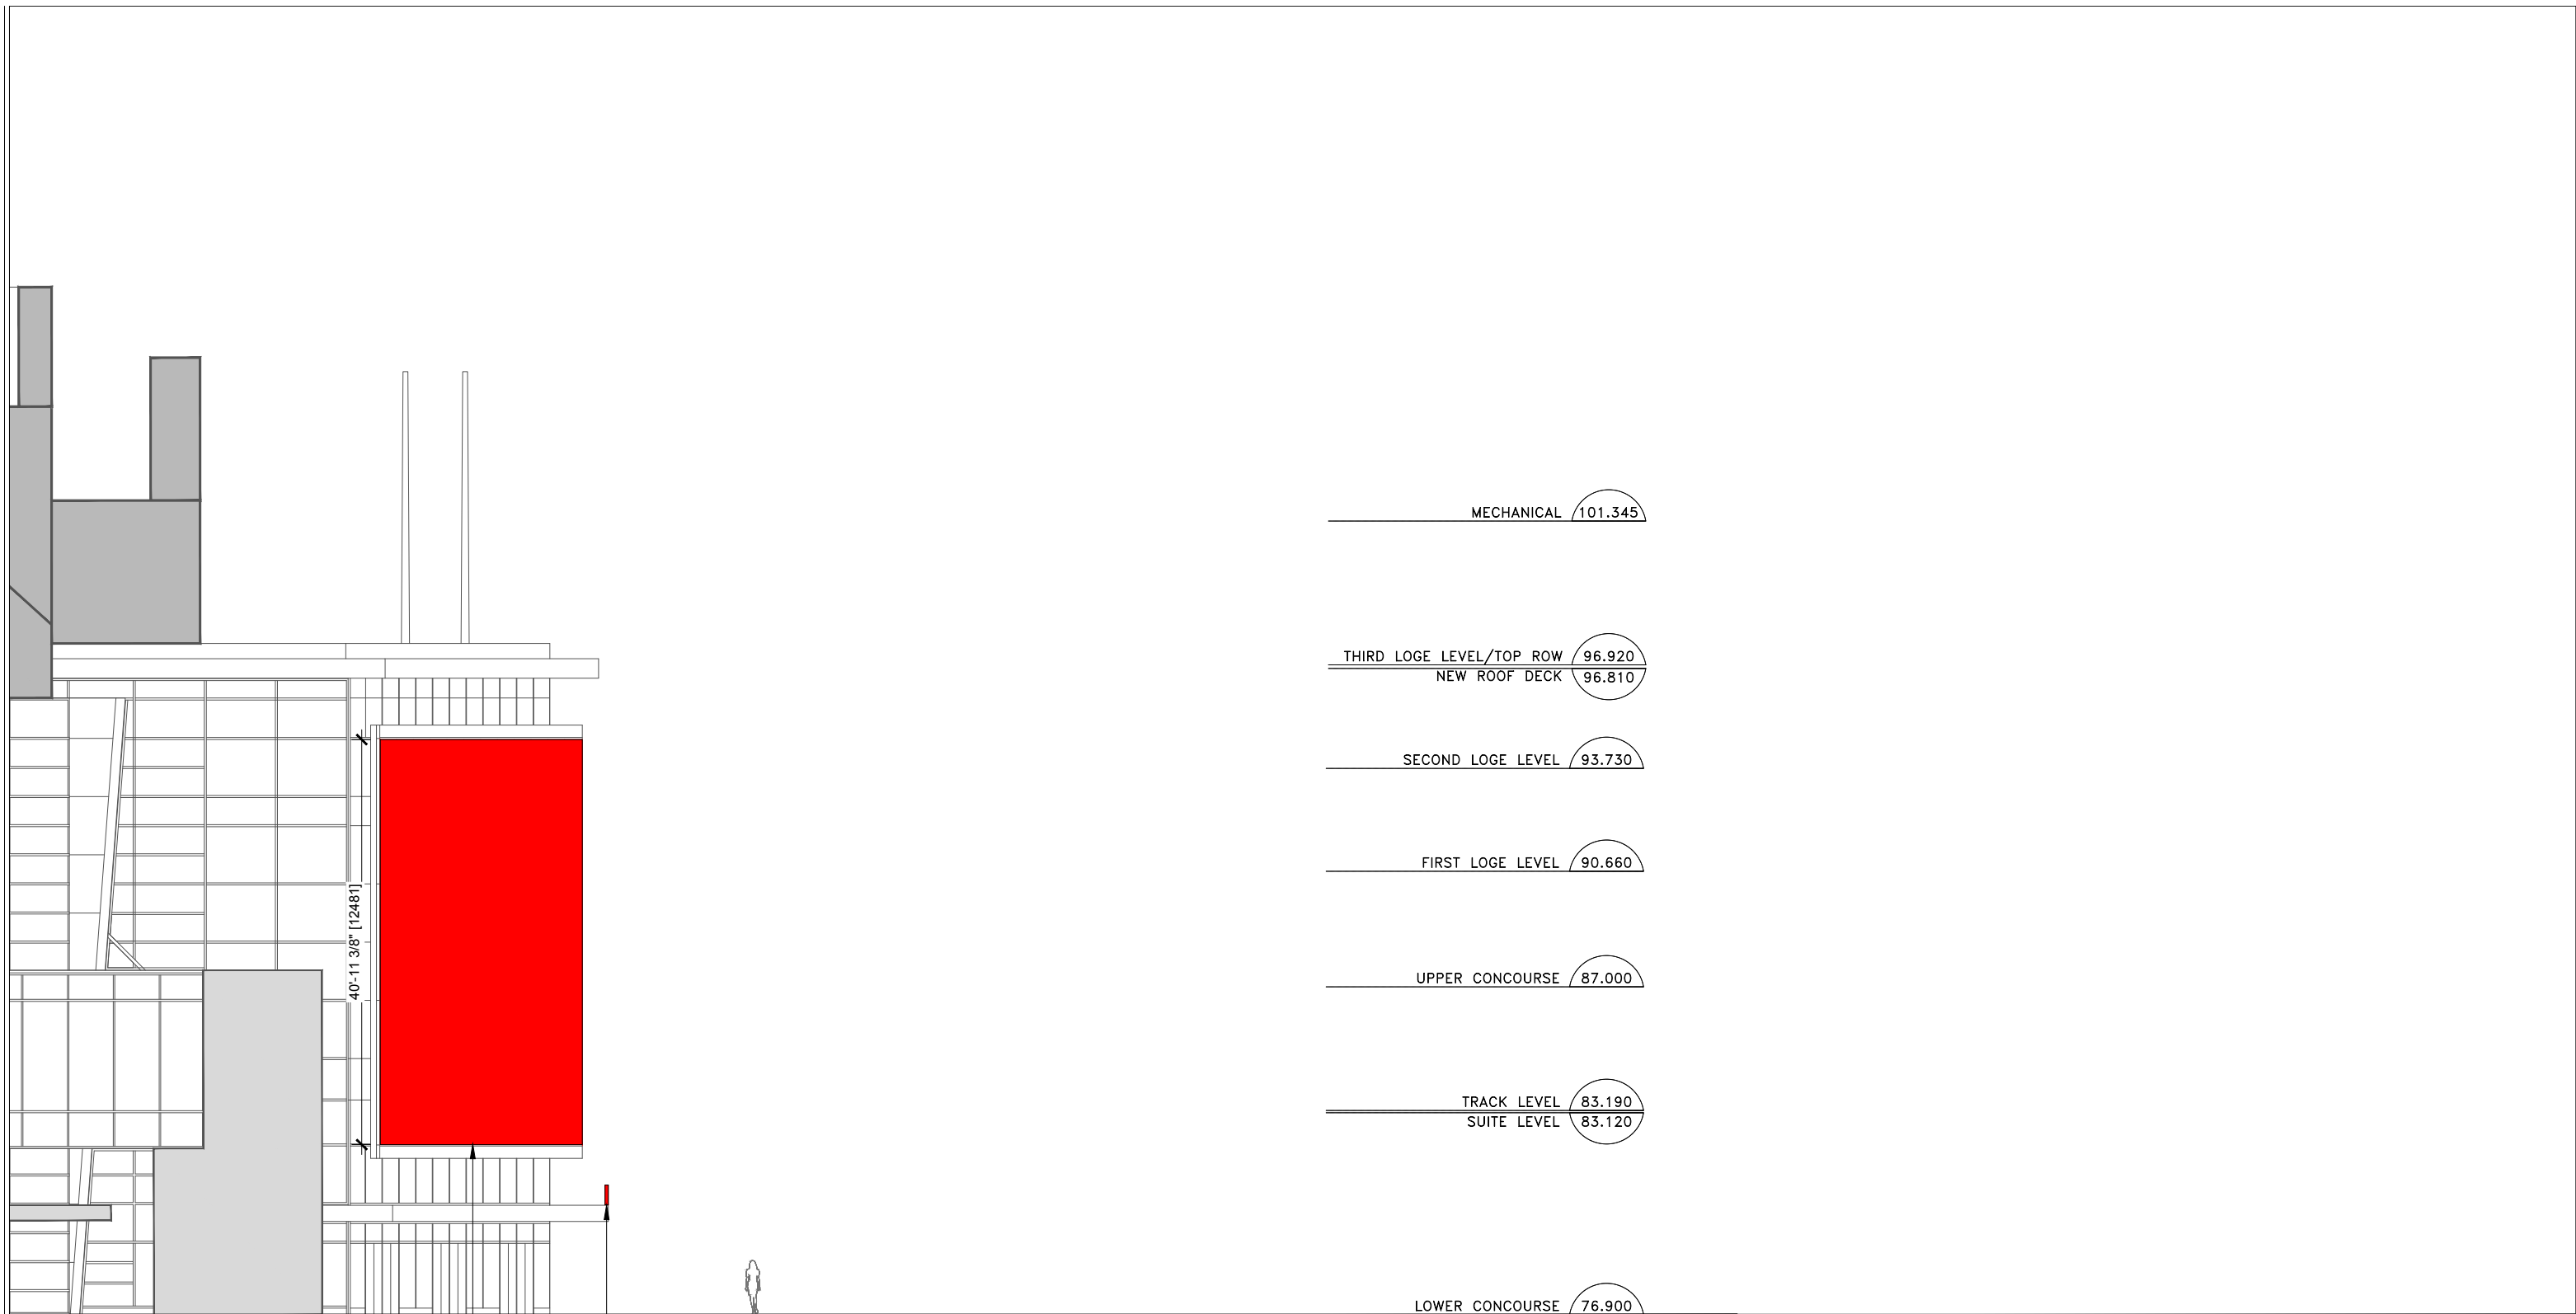 MECHANICAL 101.345
THIRD LOGE LEVEL/TOP ROW 96.920
NEW ROOF DECK 96.810
SECOND LOGE LEVEL 93.730
FIRST LOGE LEVEL 90.660
40'-11 3/8" [12481]
UPPER CONCOURSE 87.000
TRACK LEVEL 83.190
SUITE LEVEL 83.120
LOWER CONCOURSE 76.900